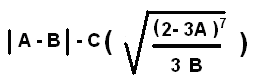 | A - B | - C ( √((2- 3A )⁷ / 3 B) )